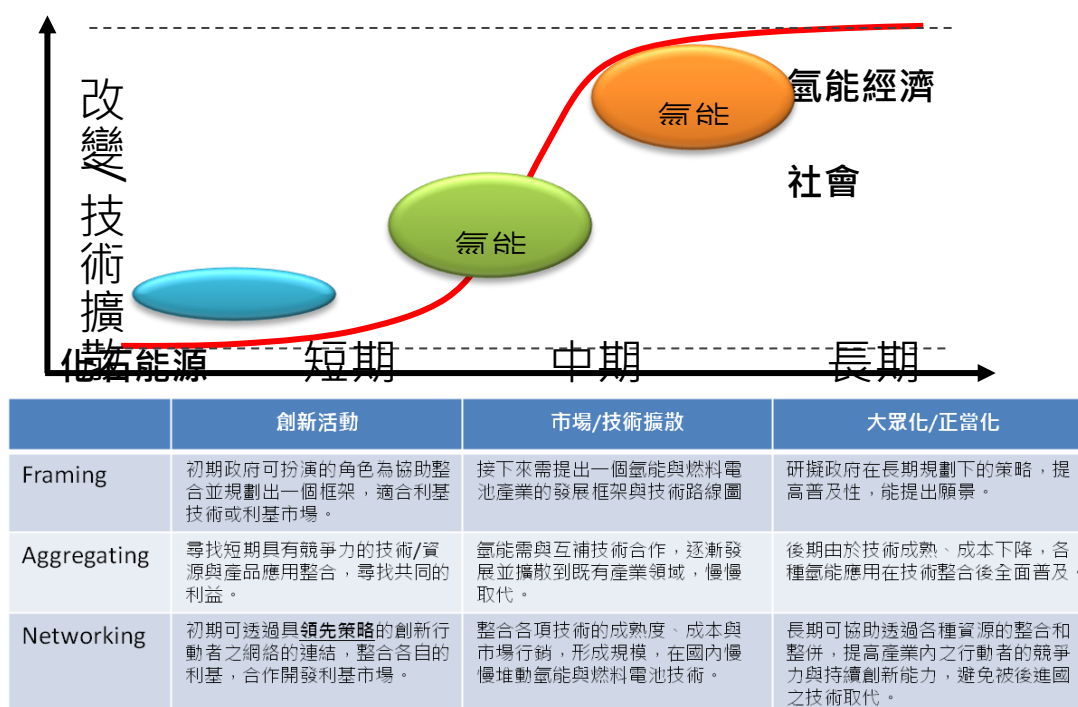 改變/技術擴散
氫能經濟
氫能
社會
氫能
化石能源
短期
中期
長期
創新活動
市場/技術擴散
大眾化/正當化
Framing
初期政府可扮演的角色為協助整
合並規劃出一個框架，適合利基
技術或利基市場。
接下來需提出一個氫能與燃料電
池產業的發展框架與技術路線圖
研擬政府在長期規劃下的策略，提
高普及性，能提出願景。
Aggregating
尋找短期具有競爭力的技術/資
源與產品應用整合，尋找共同的
利益。
氫能需與互補技術合作，逐漸發
展並擴散到既有產業領域，慢慢
取代。
後期由於技術成熟、成本下降，各
種氫能應用在技術整合後全面普及。
Networking
初期可透過具領先策略的創新行
動者之網絡的連結，整合各自的
利基，合作開發利基市場。
整合各項技術的成熟度、成本與
市場行銷，形成規模，在國內慢
慢堆動氫能與燃料電池技術。
長期可協助透過各種資源的整合和
整併，提高產業內之行動者的競爭
力與持續創新能力，避免被後進國
之技術取代。